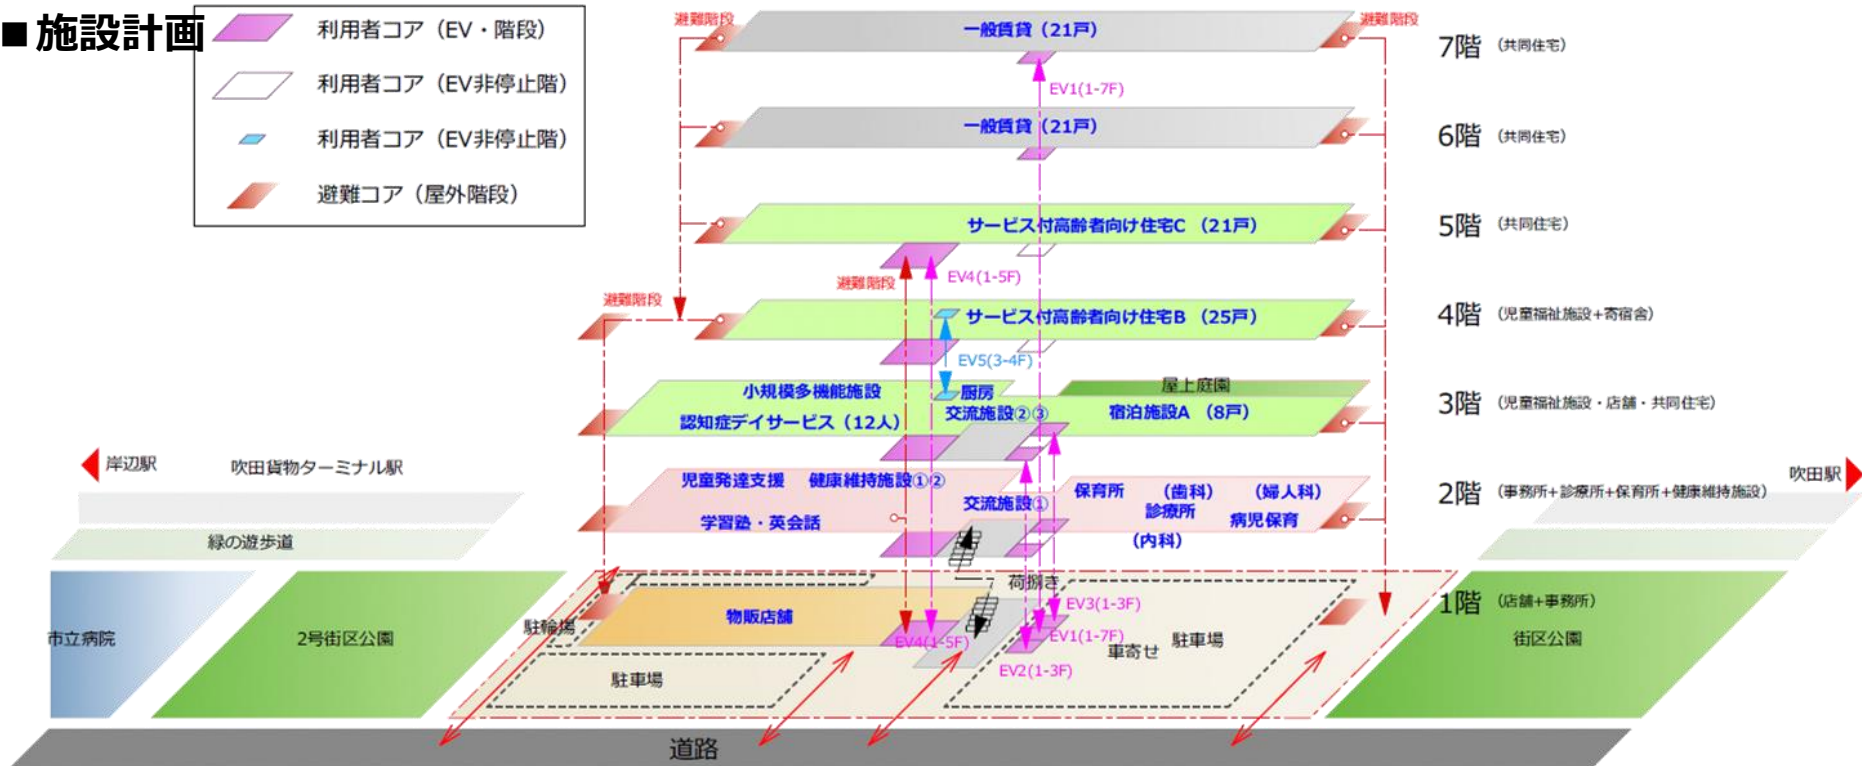 ■施設計画
利用者コア（EV・階段）
利用者コア（EV非停止階）
利用者コア（EV非停止階）
避難コア（屋外階段）
避難階段
一般賃貸（21戸）
避難階段
7階 （共同住宅）
EV1(1-7F)
一般賃貸（21戸）
6階 （共同住宅）
サービス付高齢者向け住宅C （21戸）
5階 （共同住宅）
避難階段
EV4(1-5F)
避難階段
サービス付高齢者向け住宅B （25戸）
4階 （児童福祉施設+寄宿舎）
EV5(3-4F)
小規模多機能施設
厨房
屋上庭園
認知症デイサービス（12人）
交流施設②③
宿泊施設A （8戸）
3階 （児童福祉施設・店舗・共同住宅）
岸辺駅
吹田貨物ターミナル駅
児童発達支援
健康維持施設①②
交流施設①
学習塾・英会話
保育所
（歯科）
（婦人科）
診療所
病児保育
（内科）
2階 （事務所+診療所+保育所+健康維持施設）
吹田駅
緑の遊歩道
荷捌き
物販店舗
EV3(1-3F)
1階 （店舗+事務所）
市立病院
2号街区公園
駐輪場
EV4(1-5F)
EV1(1-7F)
車寄せ
駐車場
街区公園
EV2(1-3F)
駐車場
道路